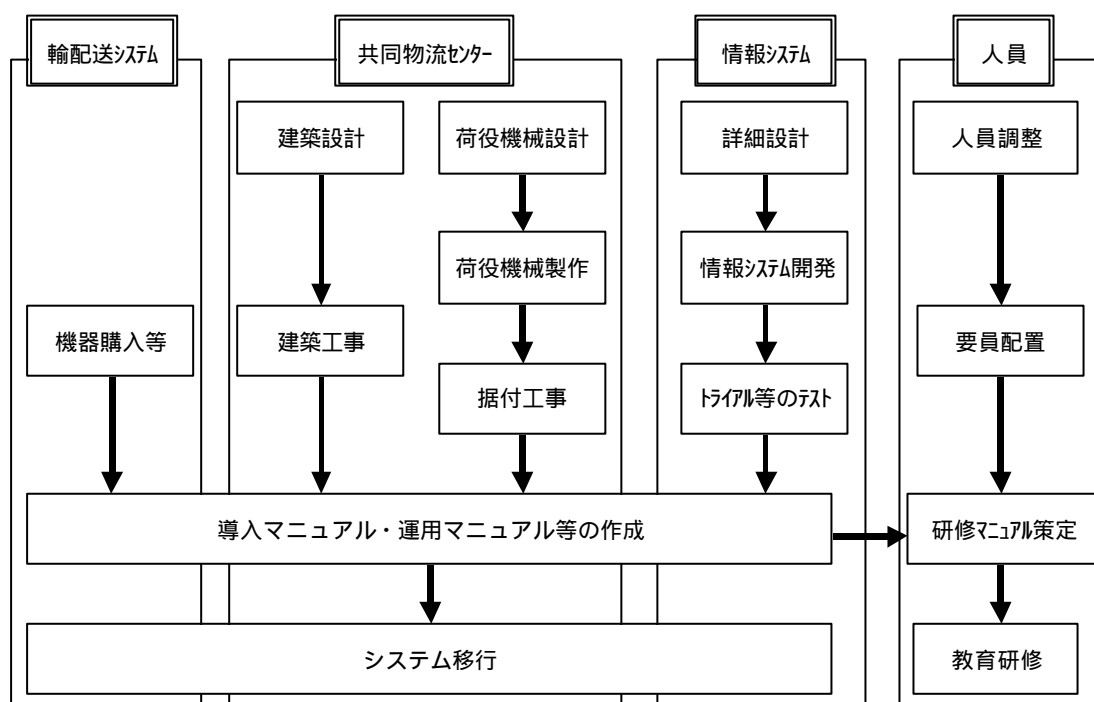 輸配送ｼｽﾃﾑ
共同物流ｾﾝﾀｰ
情報ｼｽﾃﾑ
人員
建築設計
荷役機械設計
詳細設計
人員調整
荷役機械製作
情報ｼｽﾃﾑ開発
機器購入等
建築工事
要員配置
据付工事
ﾄﾗｲｱﾙ等のﾃｽﾄ
導入マニュアル・運用マニュアル等の作成
研修ﾏﾆｭｱﾙ策定
システム移行
教育研修